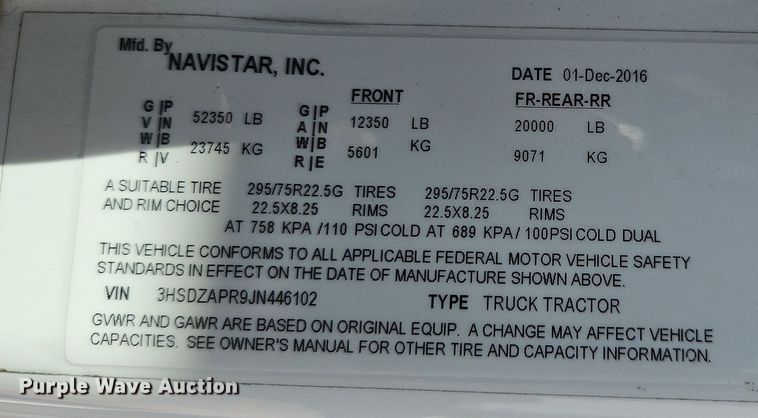 Mfd. By
NAVISTAR, INC.
DATE 01-Dec-2016
FRONT
FR-REAR-RR
G|P 52350 LB G|P 12350 LB 20000 LB
V|N A|N
W|B 23745 KG W|B 5601 KG 9071 KG
R|V R|E
A SUITABLE TIRE 295/75R22.5G TIRES 295/75R22.5G TIRES
AND RIM CHOICE 22.5X8.25 RIMS 22.5X8.25 RIMS
AT 758 KPA /110 PSI COLD AT 689 KPA/ 100PSI COLD DUAL
THIS VEHICLE CONFORMS TO ALL APPLICABLE FEDERAL MOTOR VEHICLE SAFETY
STANDARDS IN EFFECT ON THE DATE OF MANUFACTURE SHOWN ABOVE.
VIN 3HSDZAPR9JN446102 TYPE TRUCK TRACTOR
GVWR AND GAWR ARE BASED ON ORIGINAL EQUIP. A CHANGE MAY AFFECT VEHICLE
CAPACITIES. SEE OWNER'S MANUAL FOR OTHER TIRE AND CAPACITY INFORMATION.
Purple Wave Auction